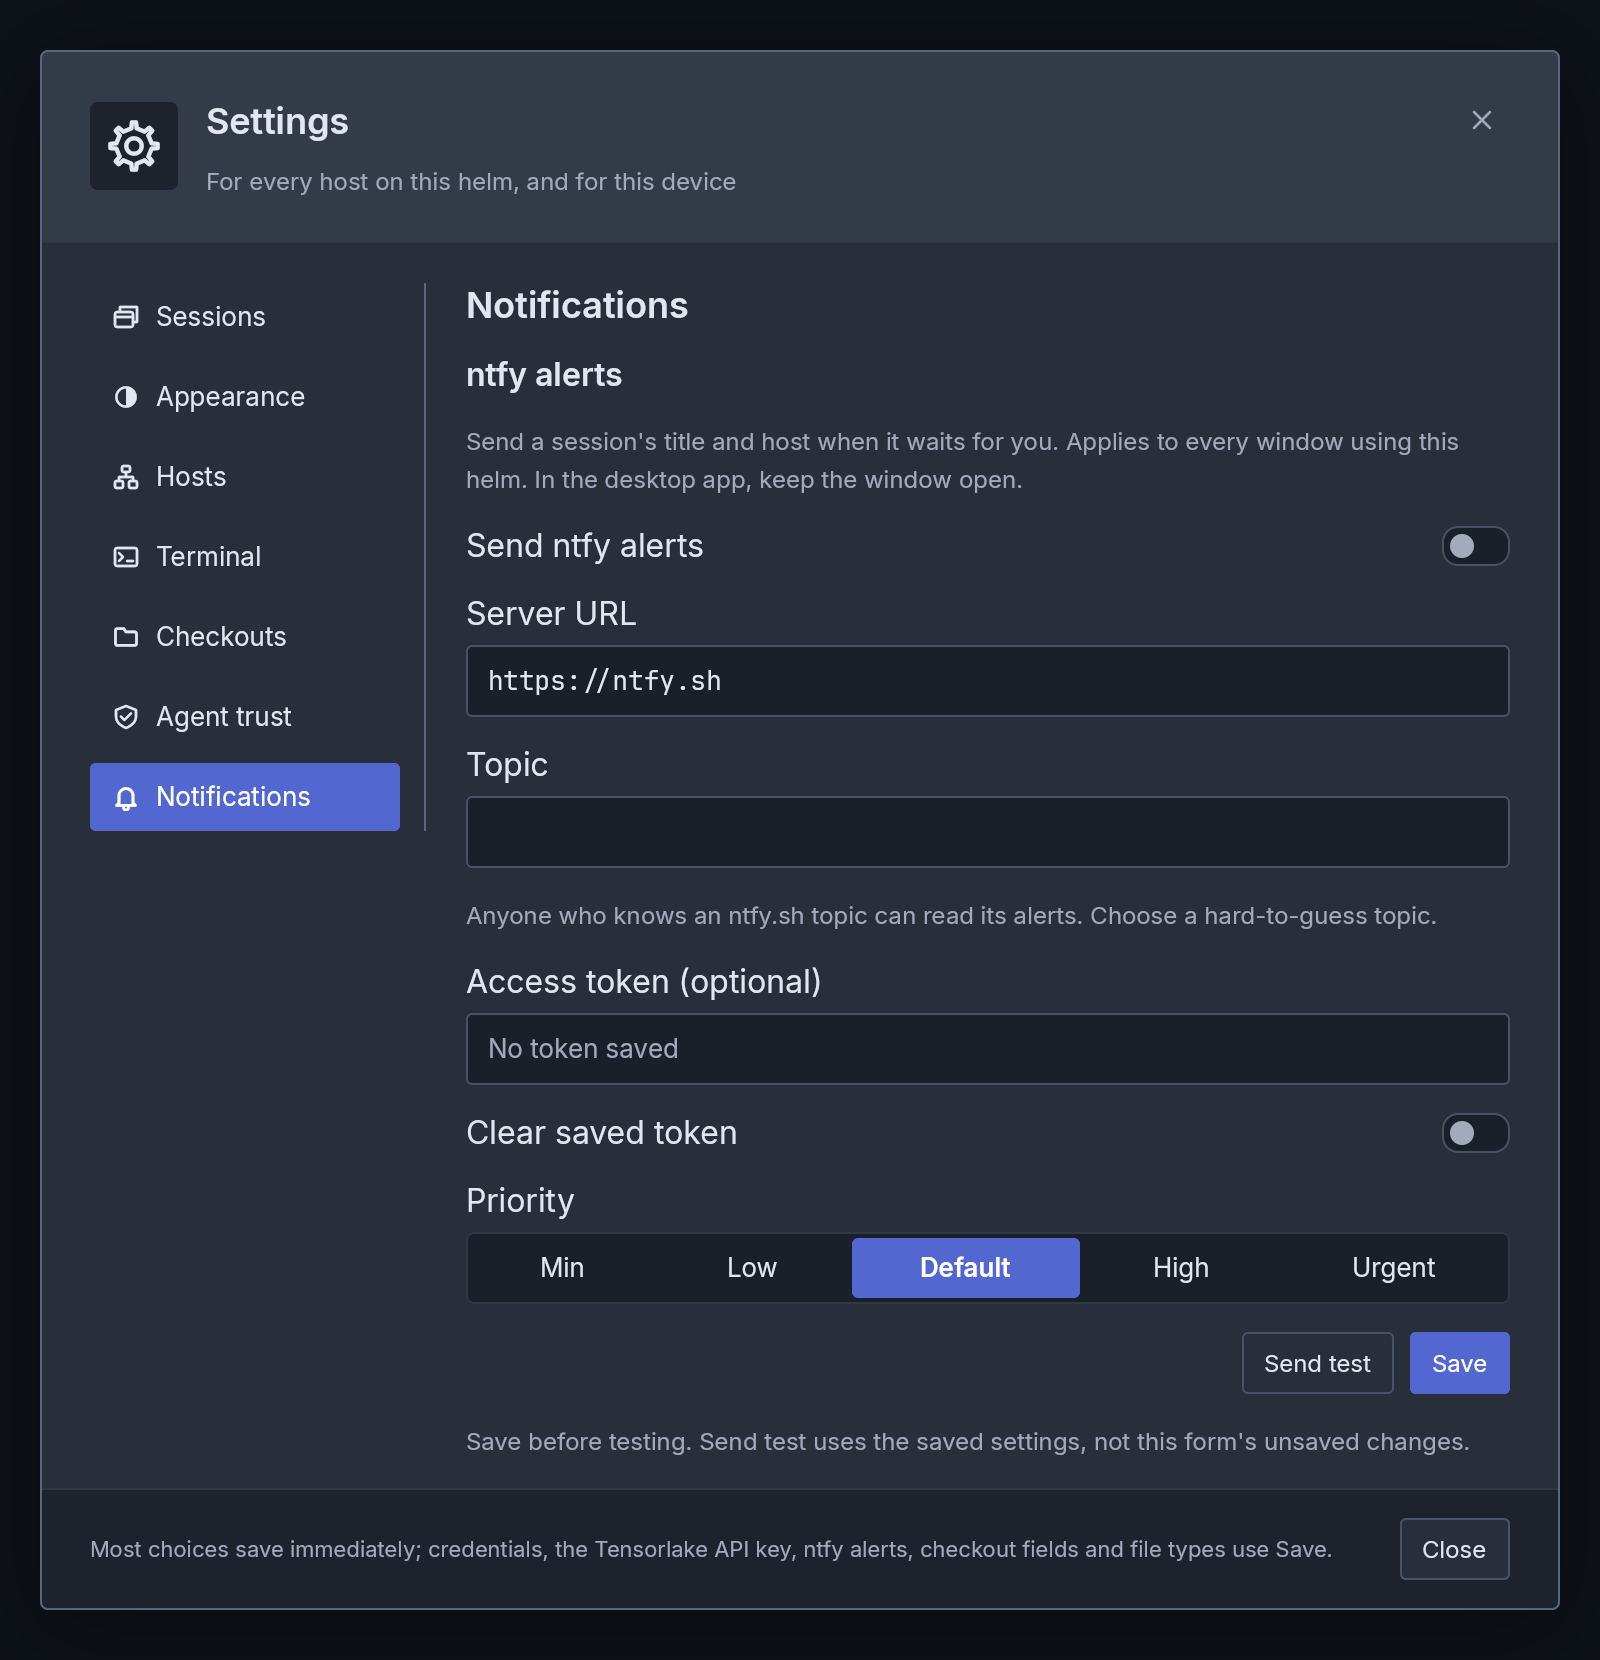 Settings
For every host on this helm, and for this device
Sessions
Appearance
Hosts
Terminal
Checkouts
Agent trust
Notifications
Notifications
ntfy alerts
Send a session's title and host when it waits for you. Applies to every window using this
helm. In the desktop app, keep the window open.
Send ntfy alerts
Server URL
https://ntfy.sh
Topic
Anyone who knows an ntfy.sh topic can read its alerts. Choose a hard-to-guess topic.
Access token (optional)
No token saved
Clear saved token
Priority
Min Low Default High Urgent
Send test Save
Save before testing. Send test uses the saved settings, not this form's unsaved changes.
Most choices save immediately; credentials, the Tensorlake API key, ntfy alerts, checkout fields and file types use Save.
Close